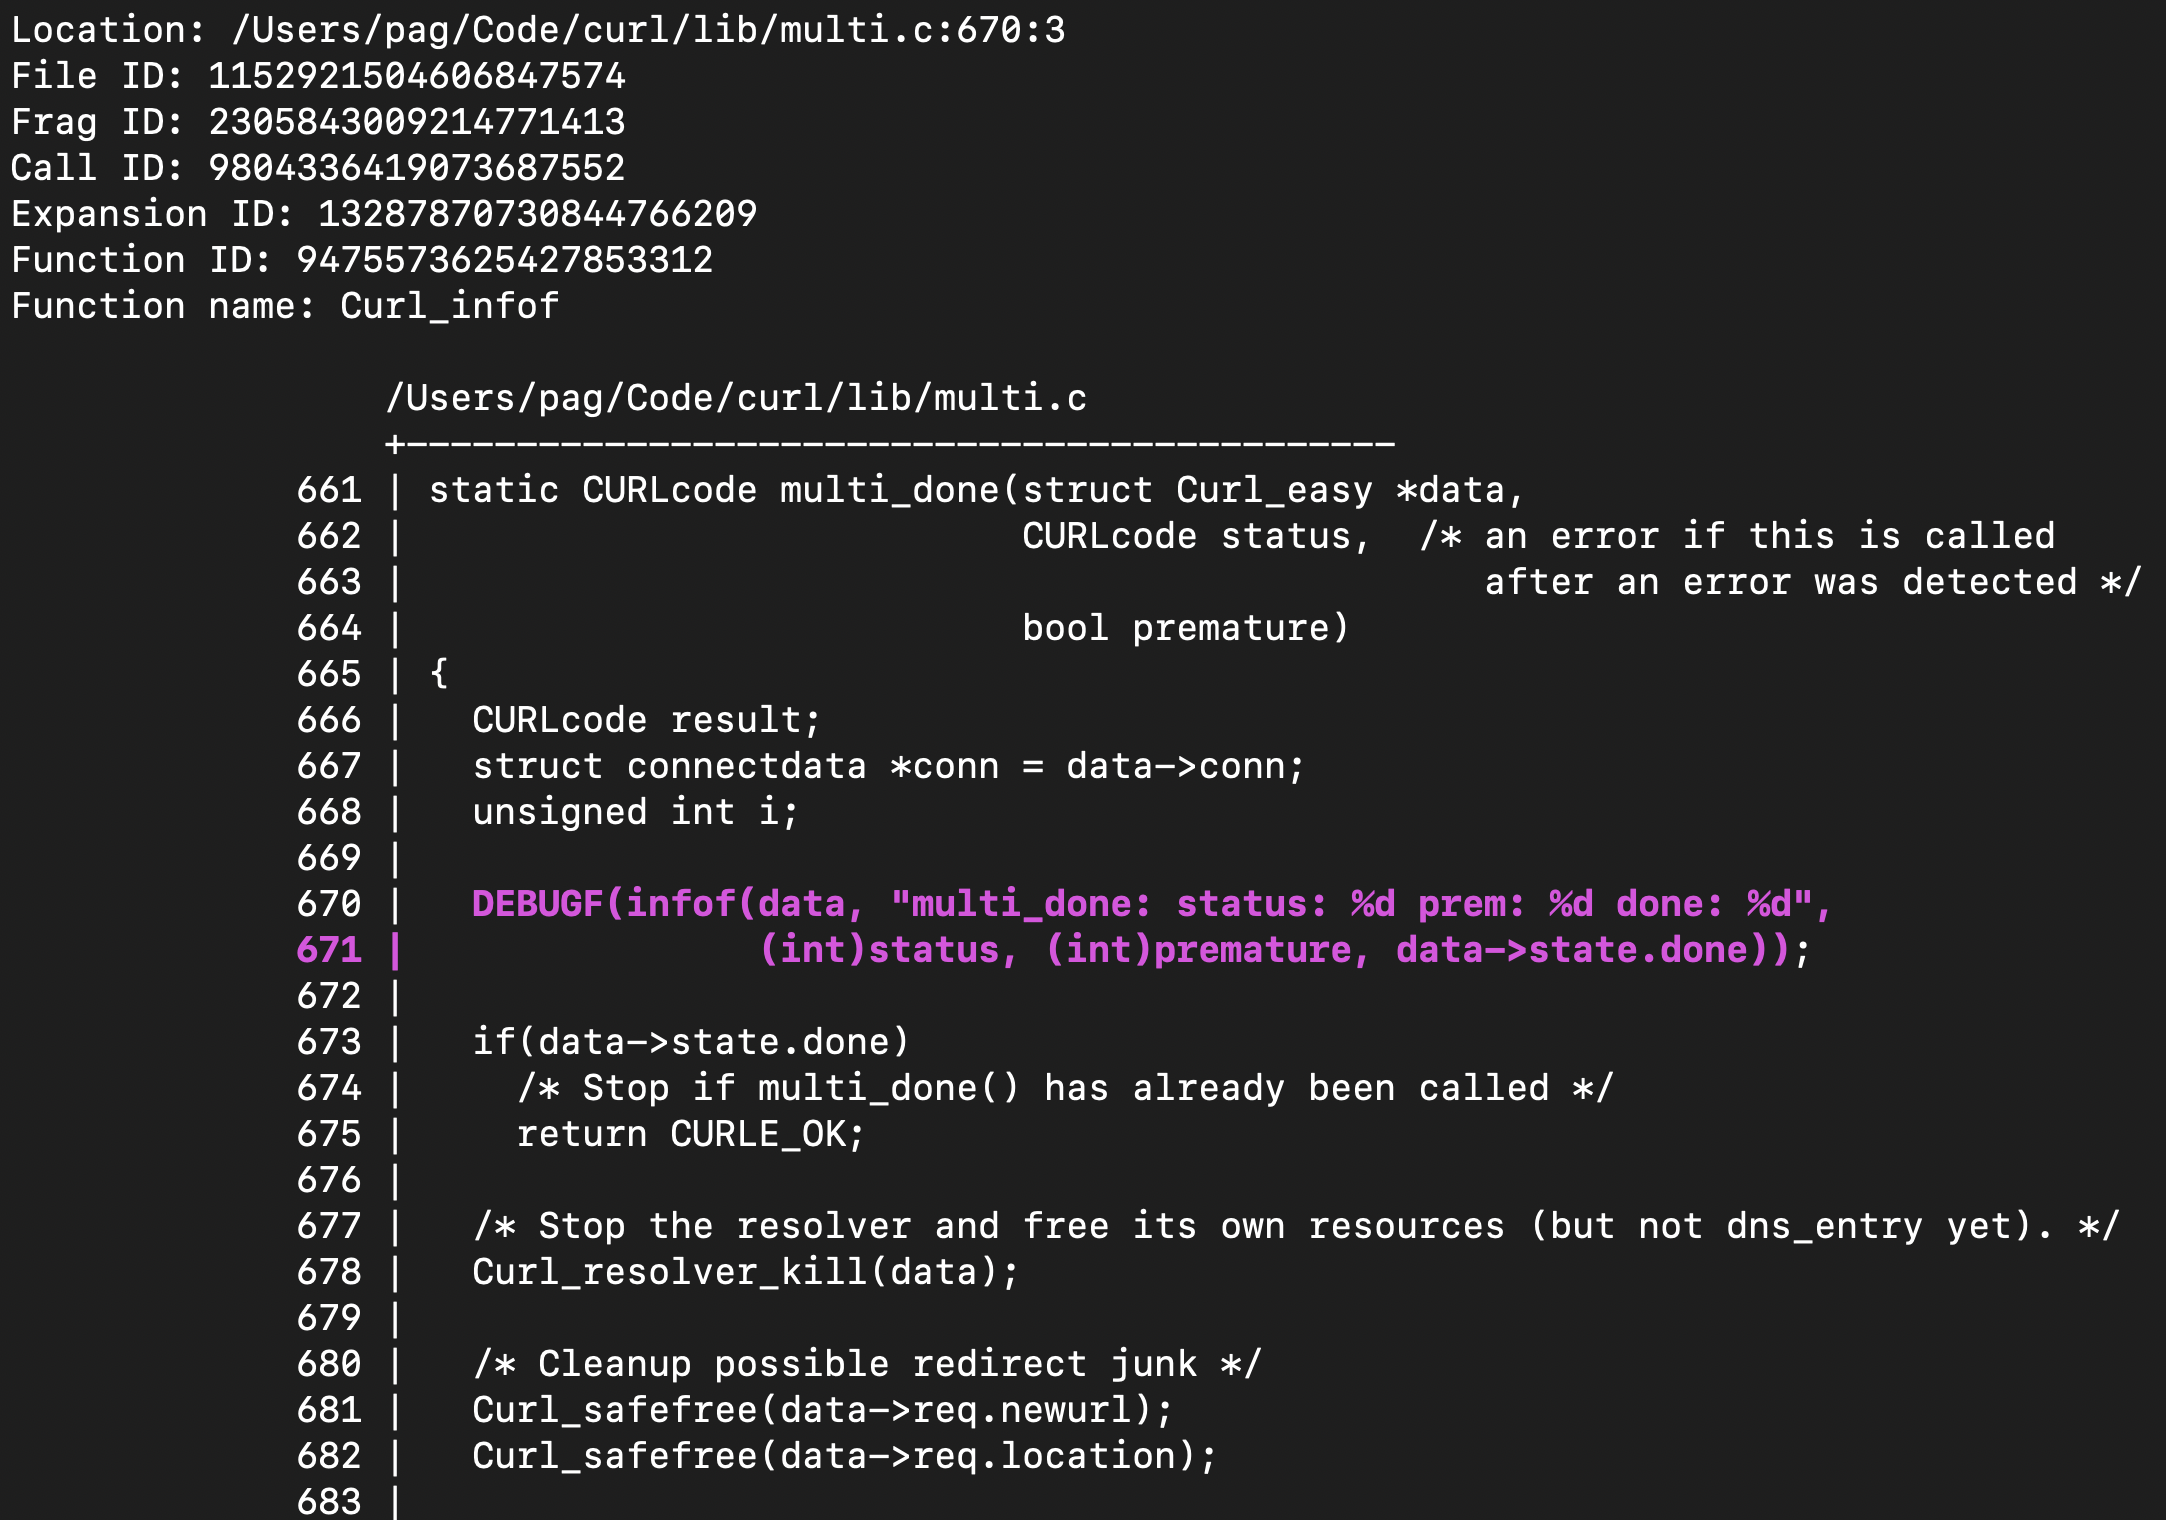 Location: /Users/pag/Code/curl/lib/multi.c:670:3
File ID: 1152921504606847574
Frag ID: 2305843009214771413
Call ID: 9804336419073687552
Expansion ID: 13287870730844766209
Function ID: 9475573625427853312
Function name: Curl_infof

                 /Users/pag/Code/curl/lib/multi.c
                 +---------------------------------------------
             661 | static CURLcode multi_done(struct Curl_easy *data,
             662 |                            CURLcode status,  /* an error if this is called
             663 |                                                 after an error was detected */
             664 |                            bool premature)
             665 | {
             666 |   CURLcode result;
             667 |   struct connectdata *conn = data->conn;
             668 |   unsigned int i;
             669 |
             670 |   DEBUGF(infof(data, "multi_done: status: %d prem: %d done: %d",
             671 |                (int)status, (int)premature, data->state.done));
             672 |
             673 |   if(data->state.done)
             674 |     /* Stop if multi_done() has already been called */
             675 |     return CURLE_OK;
             676 |
             677 |   /* Stop the resolver and free its own resources (but not dns_entry yet). */
             678 |   Curl_resolver_kill(data);
             679 |
             680 |   /* Cleanup possible redirect junk */
             681 |   Curl_safefree(data->req.newurl);
             682 |   Curl_safefree(data->req.location);
             683 |